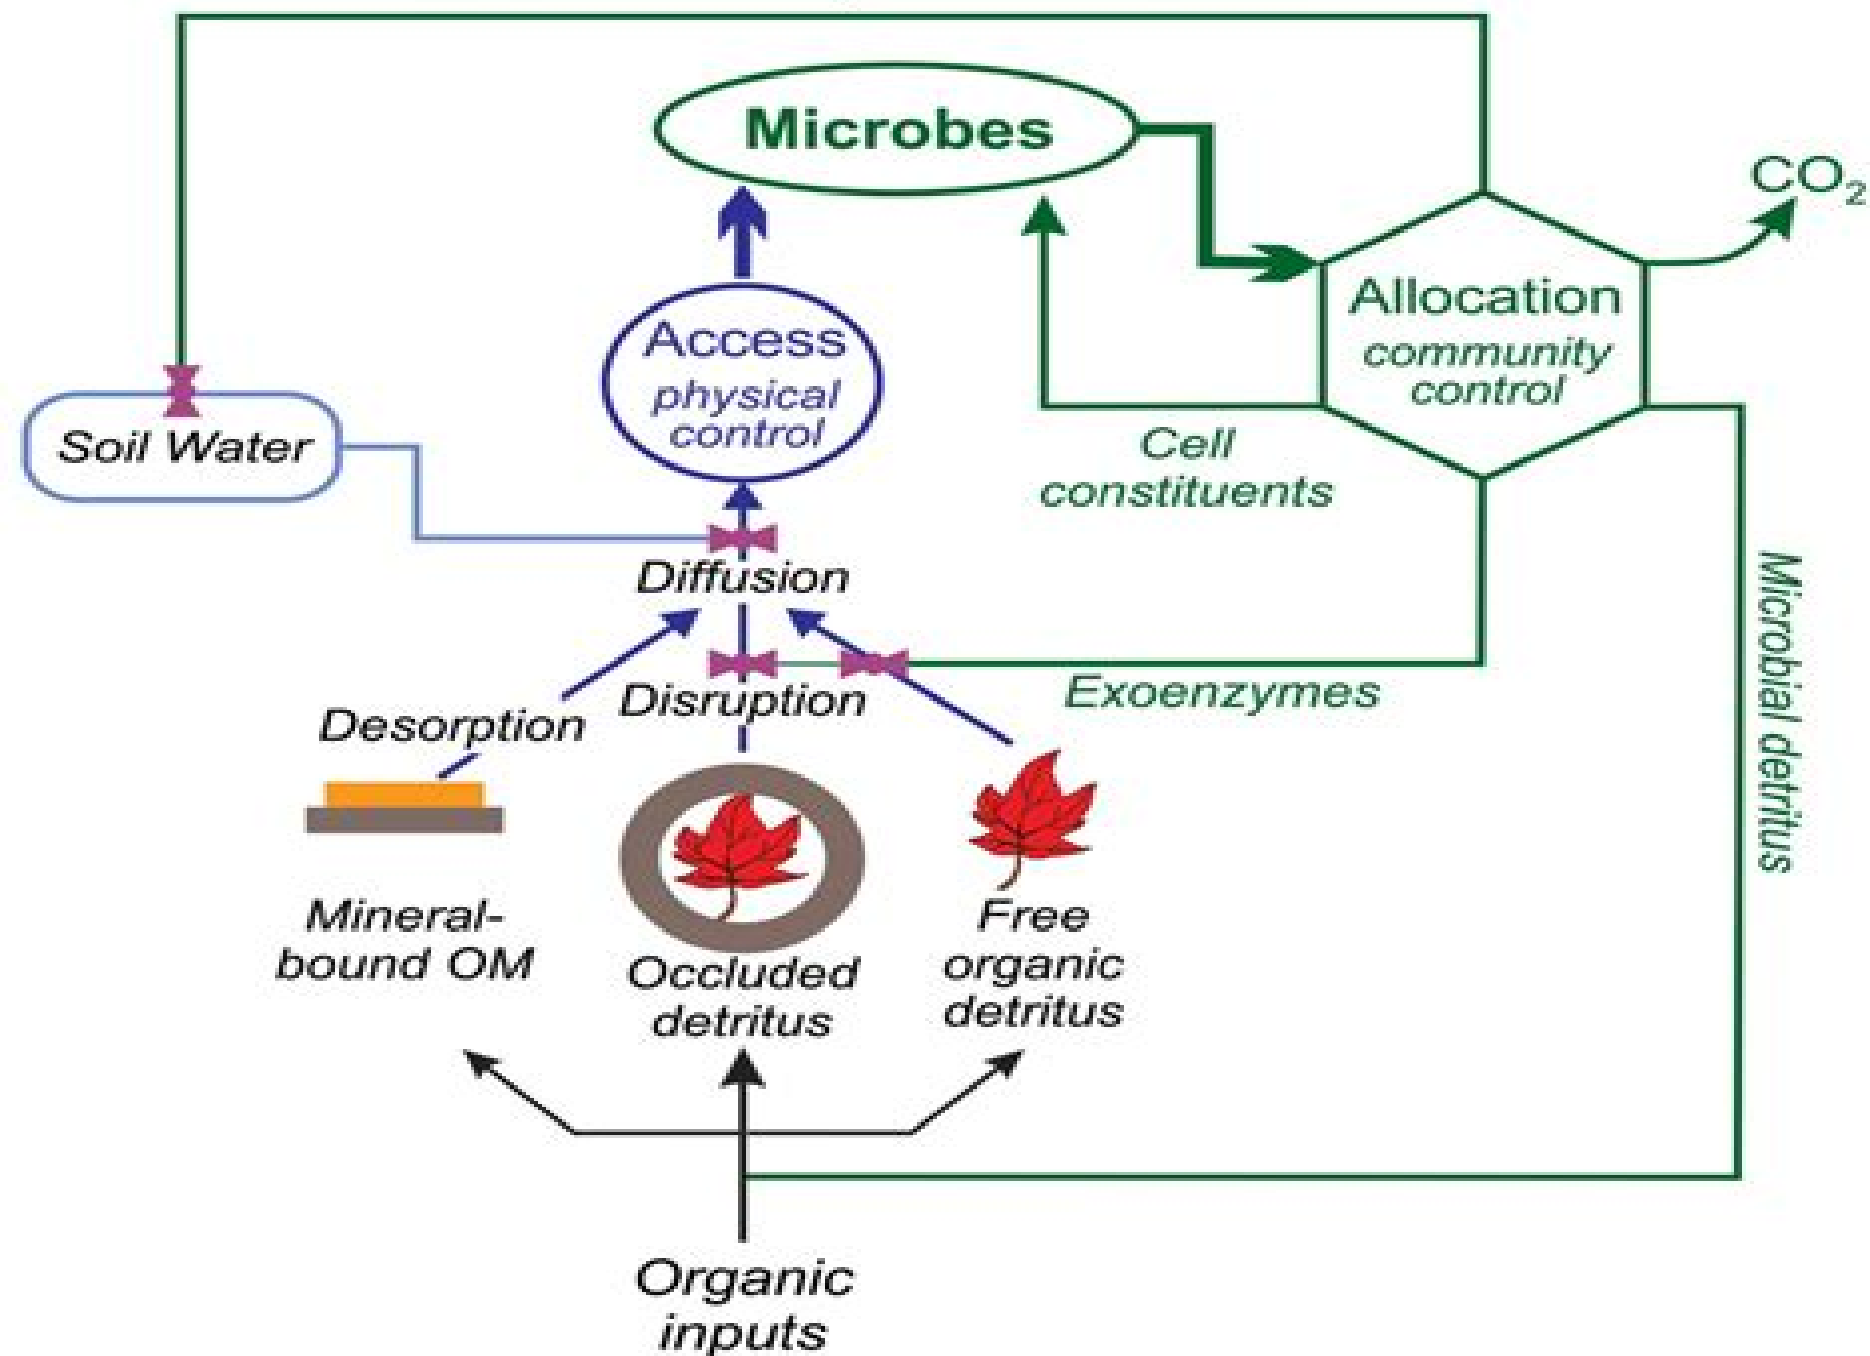 Microbes
CO₂
Allocation
community
control
Access
physical
control
Soil Water
Cell
constituents
Diffusion
Disruption
Exoenzymes
Desorption
Microbial detritus
Mineral-
bound OM
Occluded
detritus
Free
organic
detritus
Organic
inputs